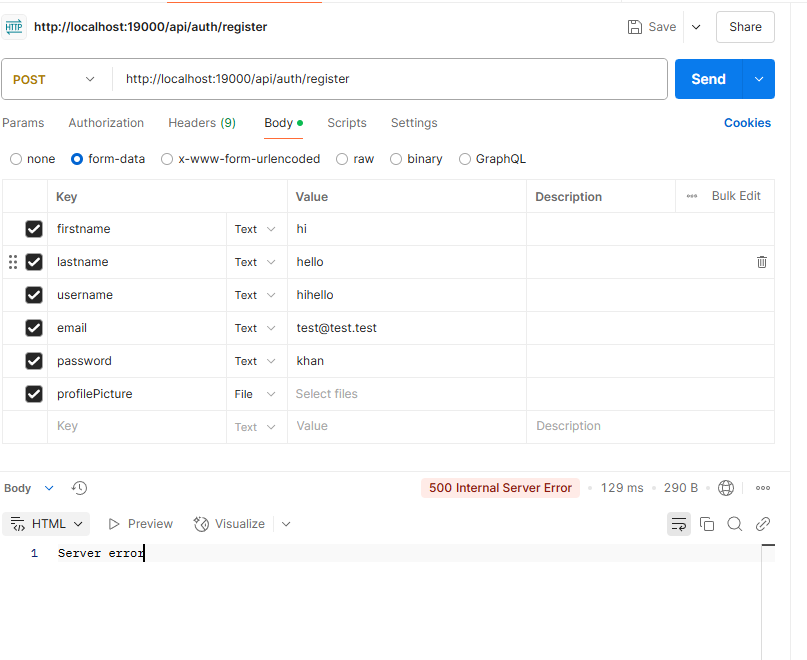 HTTP http://localhost:19000/api/auth/register Save Share
POST http://localhost:19000/api/auth/register Send
Params Authorization Headers (9) Body Scripts Settings Cookies
none form-data x-www-form-urlencoded raw binary GraphQL
Key Value Description Bulk Edit
firstname Text hi
lastname Text hello
username Text hihello
email Text test@test.test
password Text khan
profilePicture File Select files
Key Text Value Description
Body 500 Internal Server Error 129 ms 290 B
HTML Preview Visualize
1 Server error